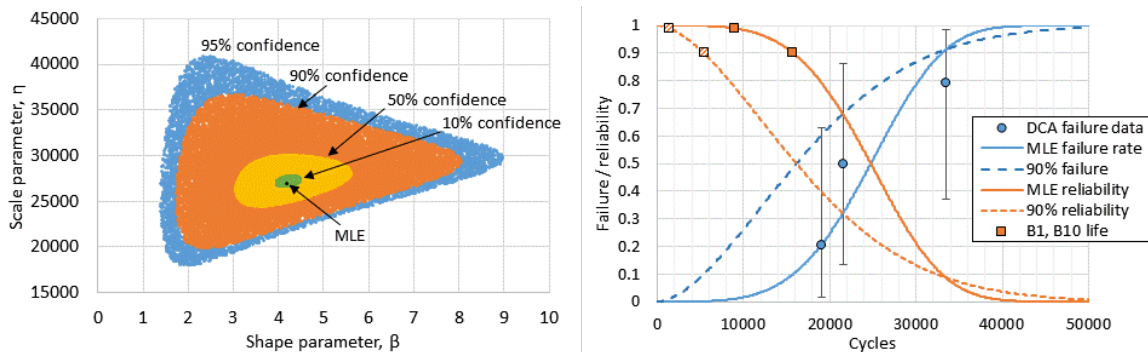 45000
40000
35000
30000
25000
20000
15000
Scale parameter, η
95% confidence
90% confidence
50% confidence
10% confidence
MLE
0 1 2 3 4 5 6 7 8 9 10
Shape parameter, β
1
0.9
0.8
0.7
0.6
0.5
0.4
0.3
0.2
0.1
0
Failure / reliability
DCA failure data
MLE failure rate
90% failure
MLE reliability
90% reliability
B1, B10 life
0 10000 20000 30000 40000 50000
Cycles